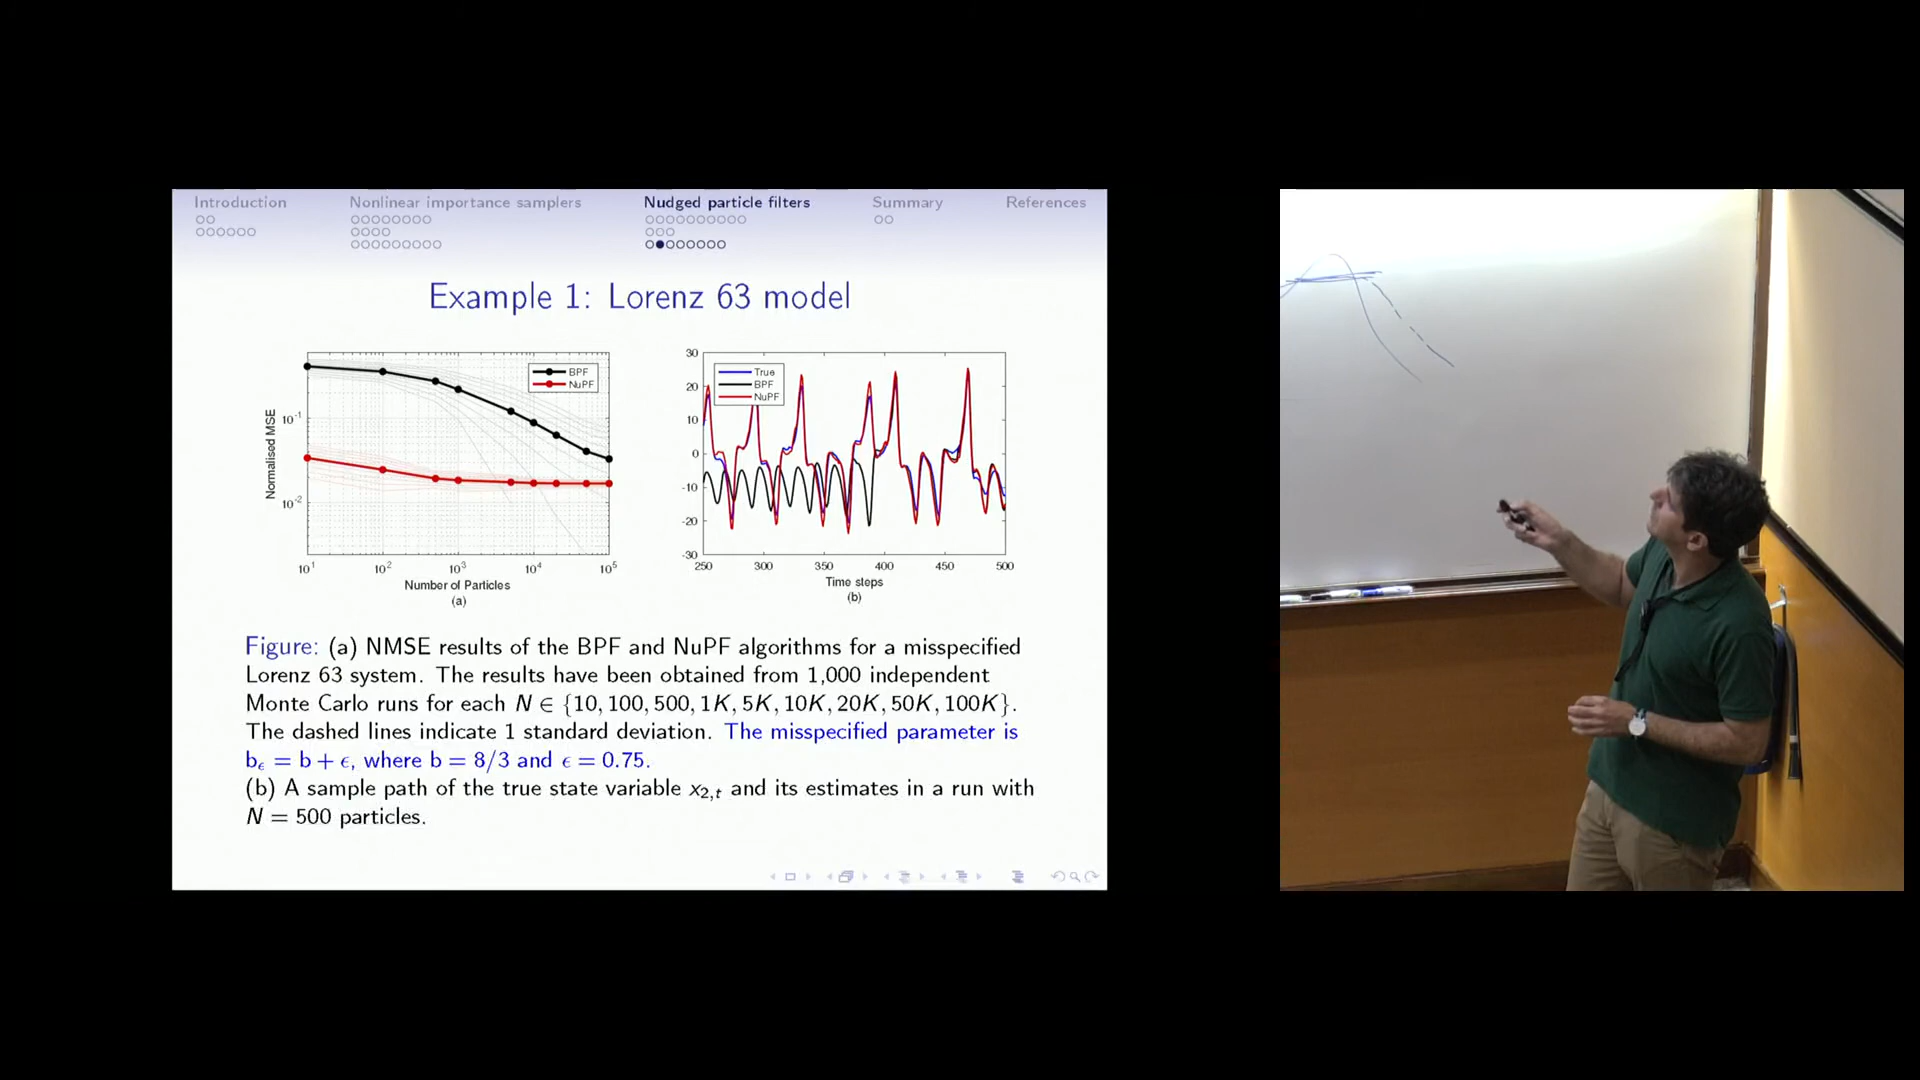 Introduction Nonlinear importance samplers Nudged particle filters Summary References
Example 1: Lorenz 63 model
BPF
NuPF
10⁻¹
10⁻²
Normalised MSE
10¹ 10² 10³ 10⁴ 10⁵
Number of Particles
(a)
True
BPF
NuPF
30
20
10
0
-10
-20
-30
250 300 350 400 450 500
Time steps
(b)
Figure: (a) NMSE results of the BPF and NuPF algorithms for a misspecified
Lorenz 63 system. The results have been obtained from 1,000 independent
Monte Carlo runs for each N ∈ {10, 100, 500, 1K, 5K, 10K, 20K, 50K, 100K}.
The dashed lines indicate 1 standard deviation. The misspecified parameter is
b_ϵ = b + ϵ, where b = 8/3 and ϵ = 0.75.
(b) A sample path of the true state variable x₂,ₜ and its estimates in a run with
N = 500 particles.